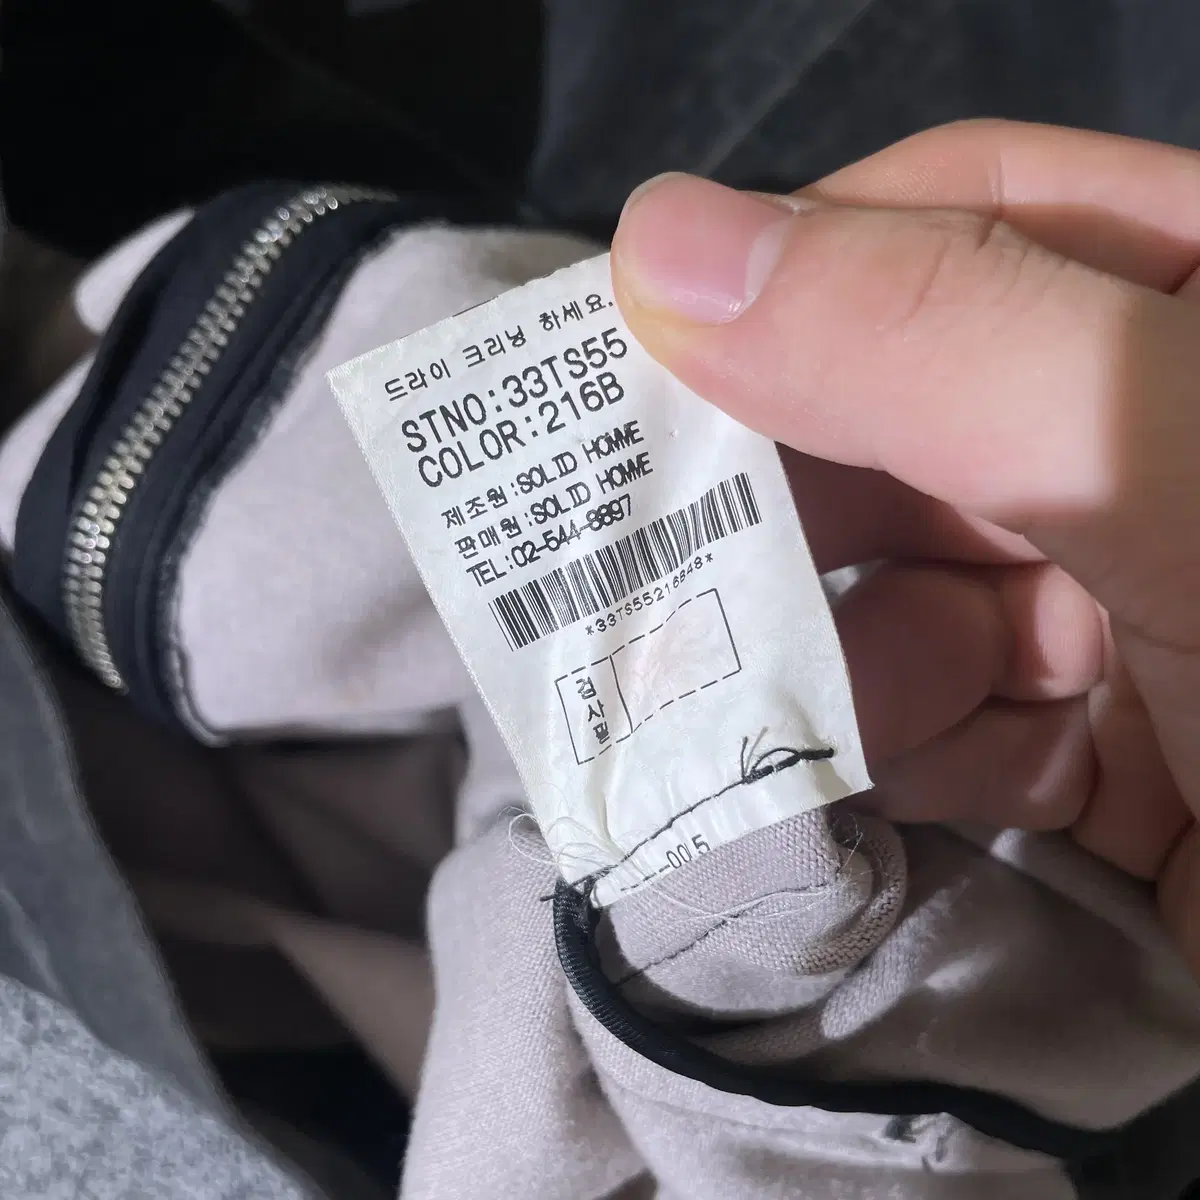 드라이 크리닝 하세요.
STNO:33TS55
COLOR:216B
제조원:SOLID HOMME
판매원:SOLID HOMME
TEL:02-544-8897
*33TS55216B48*
검사필